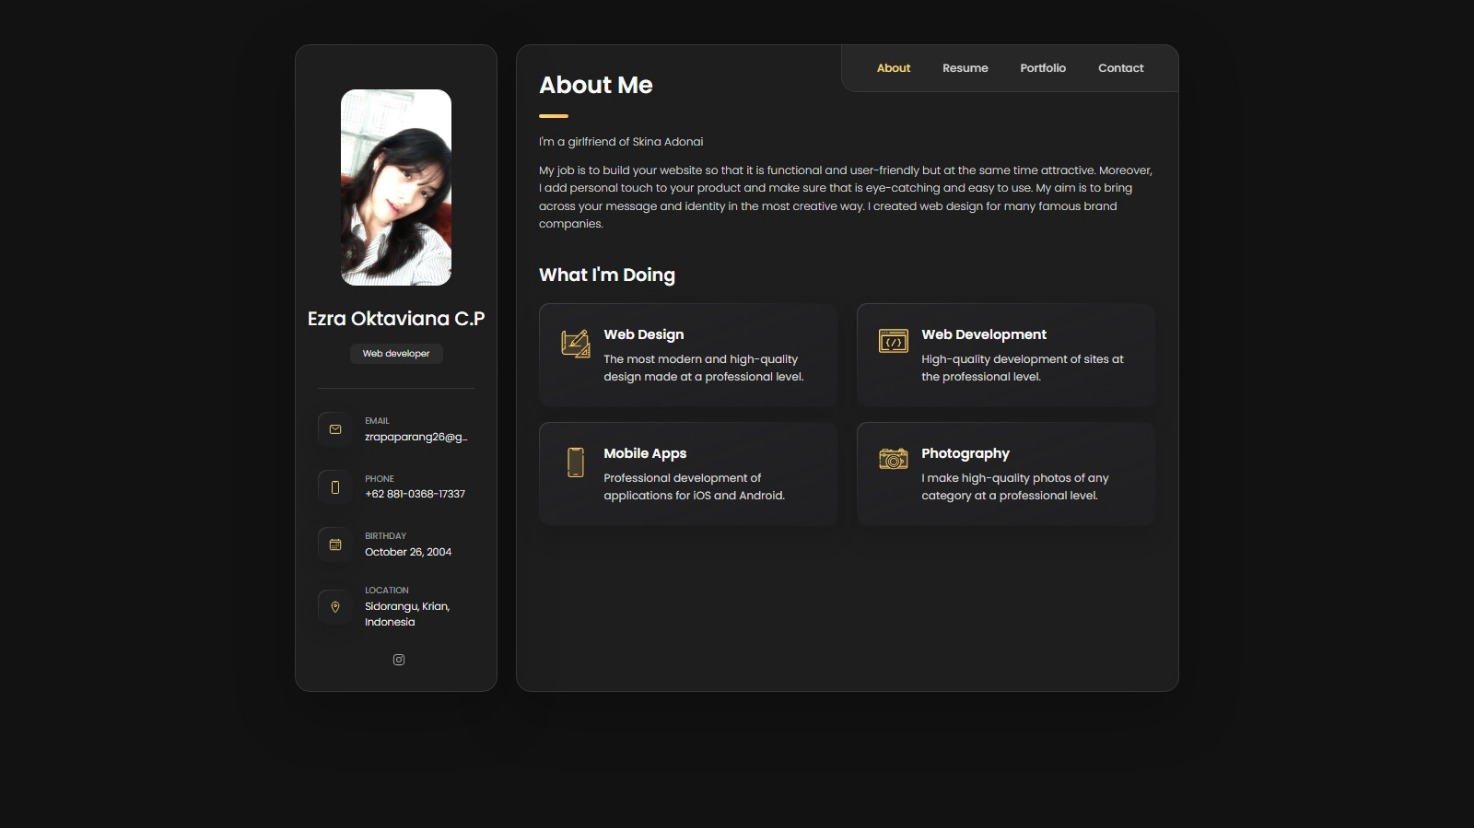 About
Resume
Portfolio
Contact
Ezra Oktaviana C.P
Web developer
EMAIL
zrapaparang26@g...
PHONE
+62 881-0368-17337
BIRTHDAY
October 26, 2004
LOCATION
Sidorangu, Krian,
Indonesia
About Me
I'm a girlfriend of Skina Adonai
My job is to build your website so that it is functional and user-friendly but at the same time attractive. Moreover,
I add personal touch to your product and make sure that is eye-catching and easy to use. My aim is to bring
across your message and identity in the most creative way. I created web design for many famous brand
companies.
What I'm Doing
Web Design
The most modern and high-quality
design made at a professional level.
Web Development
High-quality development of sites at
the professional level.
Mobile Apps
Professional development of
applications for iOS and Android.
Photography
I make high-quality photos of any
category at a professional level.